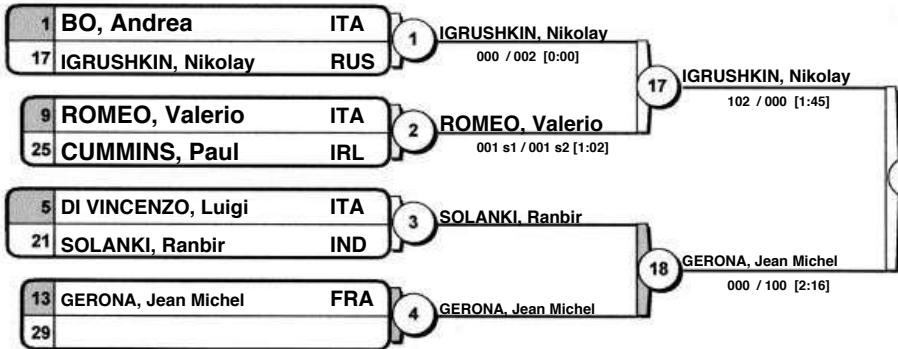 1 BO, Andrea ITA
17 IGRUSHKIN, Nikolay RUS
1
IGRUSHKIN, Nikolay
000 / 002 [0:00]
9 ROMEO, Valerio ITA
25 CUMMINS, Paul IRL
2
ROMEO, Valerio
001 s1 / 001 s2 [1:02]
17
IGRUSHKIN, Nikolay
102 / 000 [1:45]
5 DI VINCENZO, Luigi ITA
21 SOLANKI, Ranbir IND
3
SOLANKI, Ranbir
13 GERONA, Jean Michel FRA
29
4
GERONA, Jean Michel
18
GERONA, Jean Michel
000 / 100 [2:16]